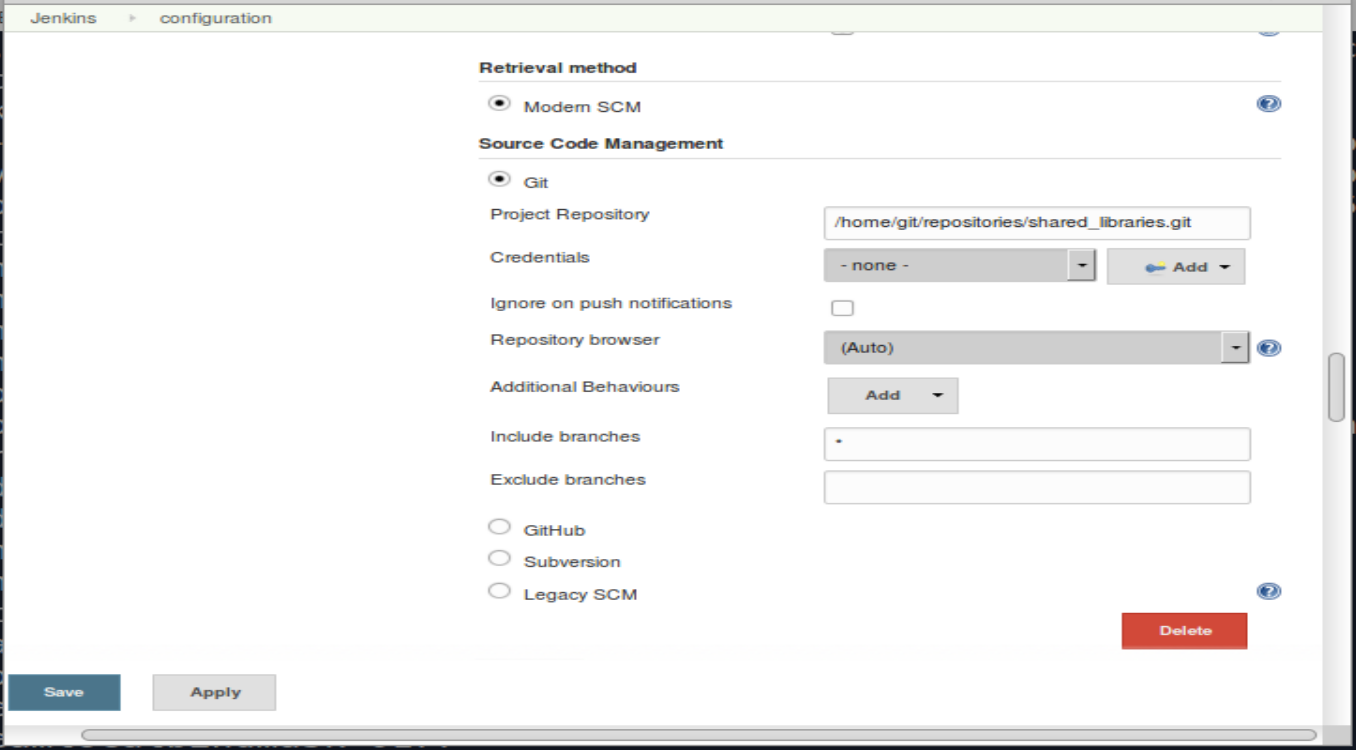 Jenkins configuration
Retrieval method
Modern SCM
Source Code Management
Git
Project Repository /home/git/repositories/shared_libraries.git
Credentials - none - Add
Ignore on push notifications
Repository browser (Auto)
Additional Behaviours Add
Include branches *
Exclude branches
GitHub
Subversion
Legacy SCM
Delete
Save Apply